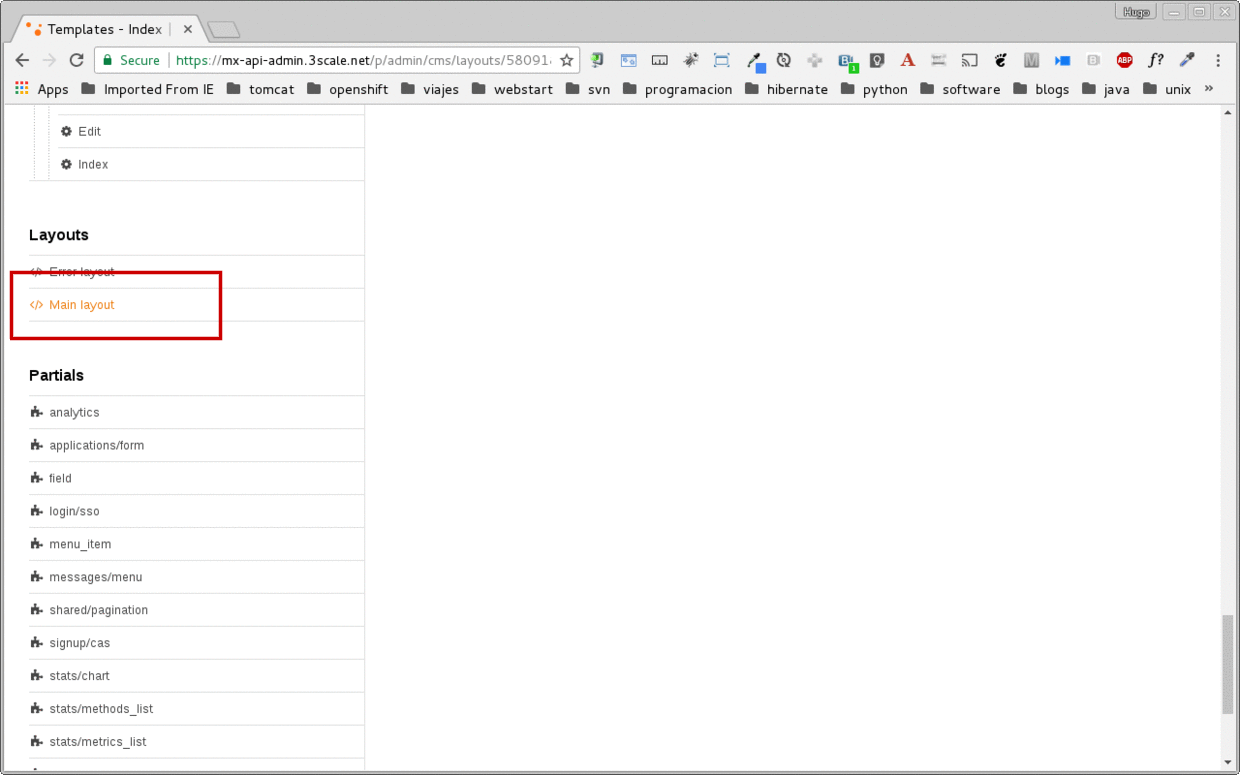 Hugo
Templates - Index
Secure https://mx-api-admin.3scale.net/p/admin/cms/layouts/58091
Apps Imported From IE tomcat openshift viajes webstart svn programacion hibernate python software blogs java unix »
Edit
Index
Layouts
</> Error layout
</> Main layout
Partials
analytics
applications/form
field
login/sso
menu_item
messages/menu
shared/pagination
signup/cas
stats/chart
stats/methods_list
stats/metrics_list